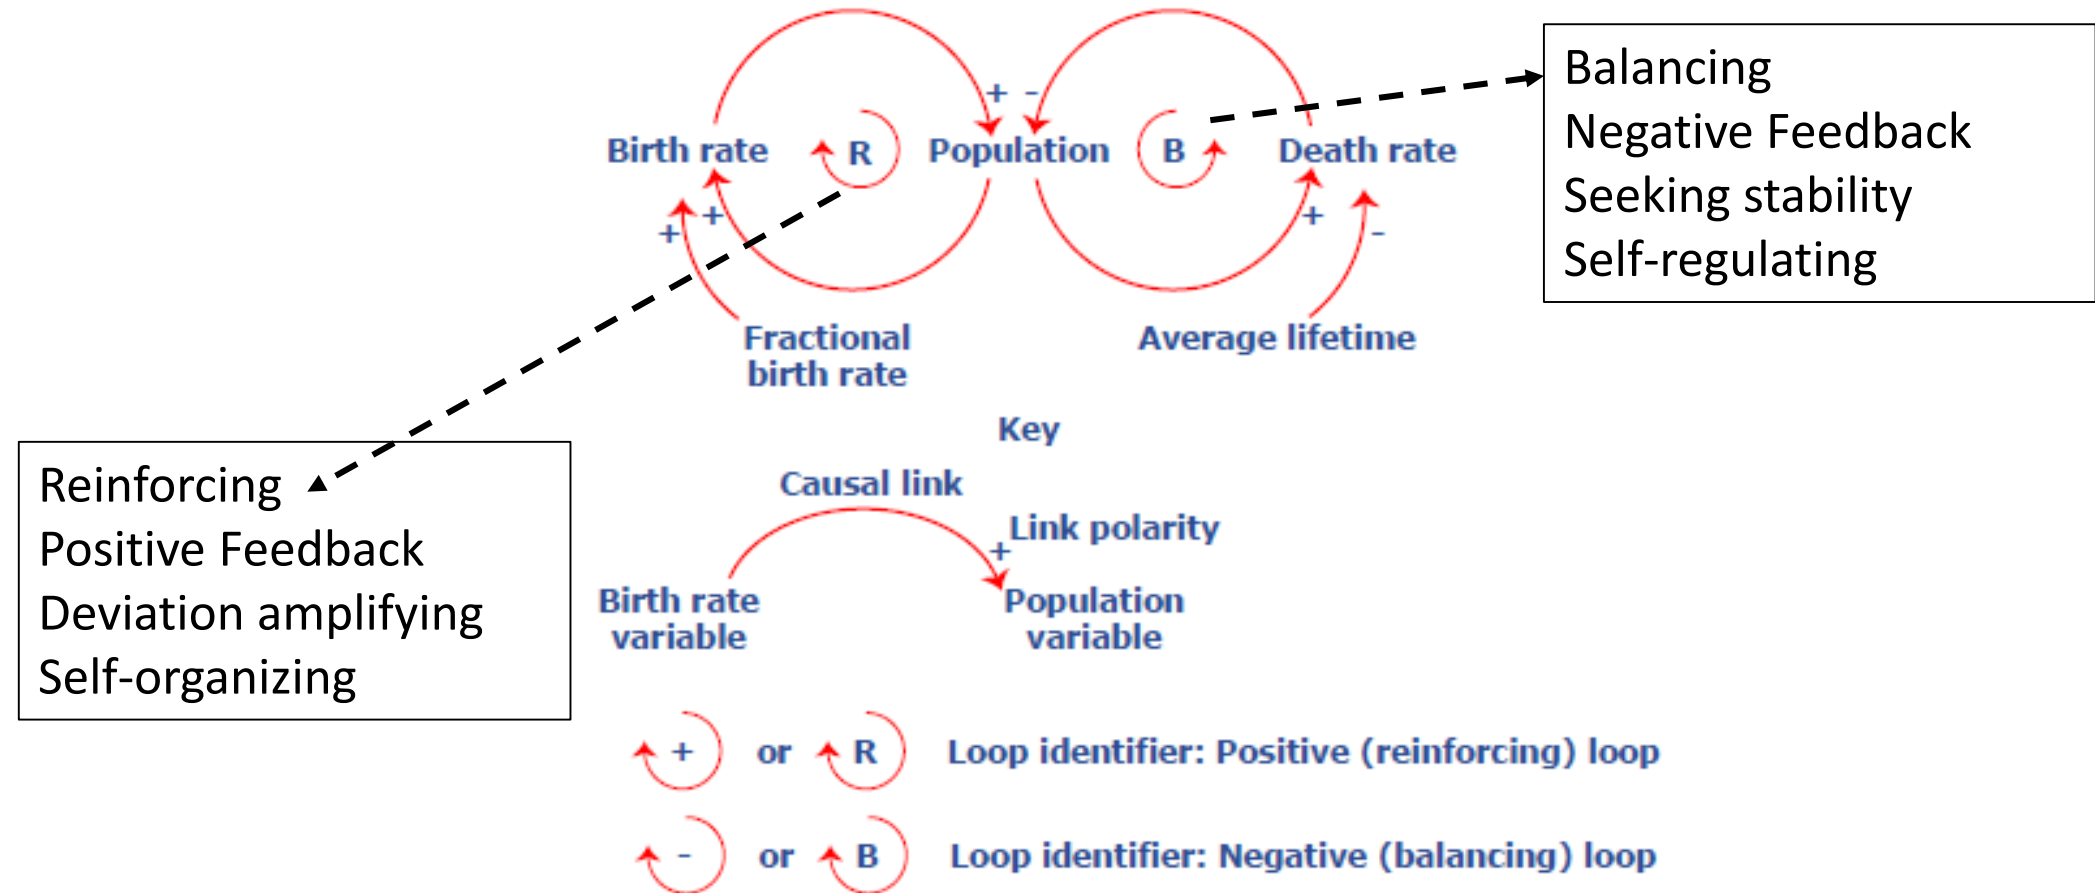 + -
Birth rate
R
Population
B
Death rate
+
+
+
-
Fractional
birth rate
Average lifetime
Balancing
Negative Feedback
Seeking stability
Self-regulating
Reinforcing
Positive Feedback
Deviation amplifying
Self-organizing
Key
Causal link
Link polarity
+
Birth rate
variable
Population
variable
+ or R Loop identifier: Positive (reinforcing) loop
- or B Loop identifier: Negative (balancing) loop